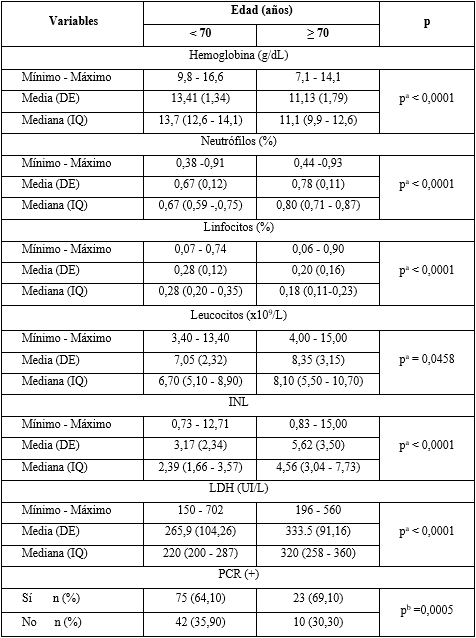 Variables Edad (años) p
< 70 ≥ 70
Hemoglobina (g/dL)
Mínimo - Máximo 9,8 - 16,6 7,1 - 14,1
Media (DE) 13,41 (1,34) 11,13 (1,79) pª < 0,0001
Mediana (IQ) 13,7 (12,6 - 14,1) 11,1 (9,9 - 12,6)
Neutrófilos (%)
Mínimo - Máximo 0,38 -0,91 0,44 -0,93
Media (DE) 0,67 (0,12) 0,78 (0,11) pª < 0,0001
Mediana (IQ) 0,67 (0,59 -,0,75) 0,80 (0,71 - 0,87)
Linfocitos (%)
Mínimo - Máximo 0,07 - 0,74 0,06 - 0,90
Media (DE) 0,28 (0,12) 0,20 (0,16) pª < 0,0001
Mediana (IQ) 0,28 (0,20 - 0,35) 0,18 (0,11-0,23)
Leucocitos (x10⁹/L)
Mínimo - Máximo 3,40 - 13,40 4,00 - 15,00
Media (DE) 7,05 (2,32) 8,35 (3,15) pª = 0,0458
Mediana (IQ) 6,70 (5,10 - 8,90) 8,10 (5,50 - 10,70)
INL
Mínimo - Máximo 0,73 - 12,71 0,83 - 15,00
Media (DE) 3,17 (2,34) 5,62 (3,50) pª < 0,0001
Mediana (IQ) 2,39 (1,66 - 3,57) 4,56 (3,04 - 7,73)
LDH (UI/L)
Mínimo - Máximo 150 - 702 196 - 560
Media (DE) 265,9 (104,26) 333.5 (91,16) pª < 0,0001
Mediana (IQ) 220 (200 - 287) 320 (258 - 360)
PCR (+)
Sí n (%) 75 (64,10) 23 (69,10) pᵇ =0,0005
No n (%) 42 (35,90) 10 (30,30)